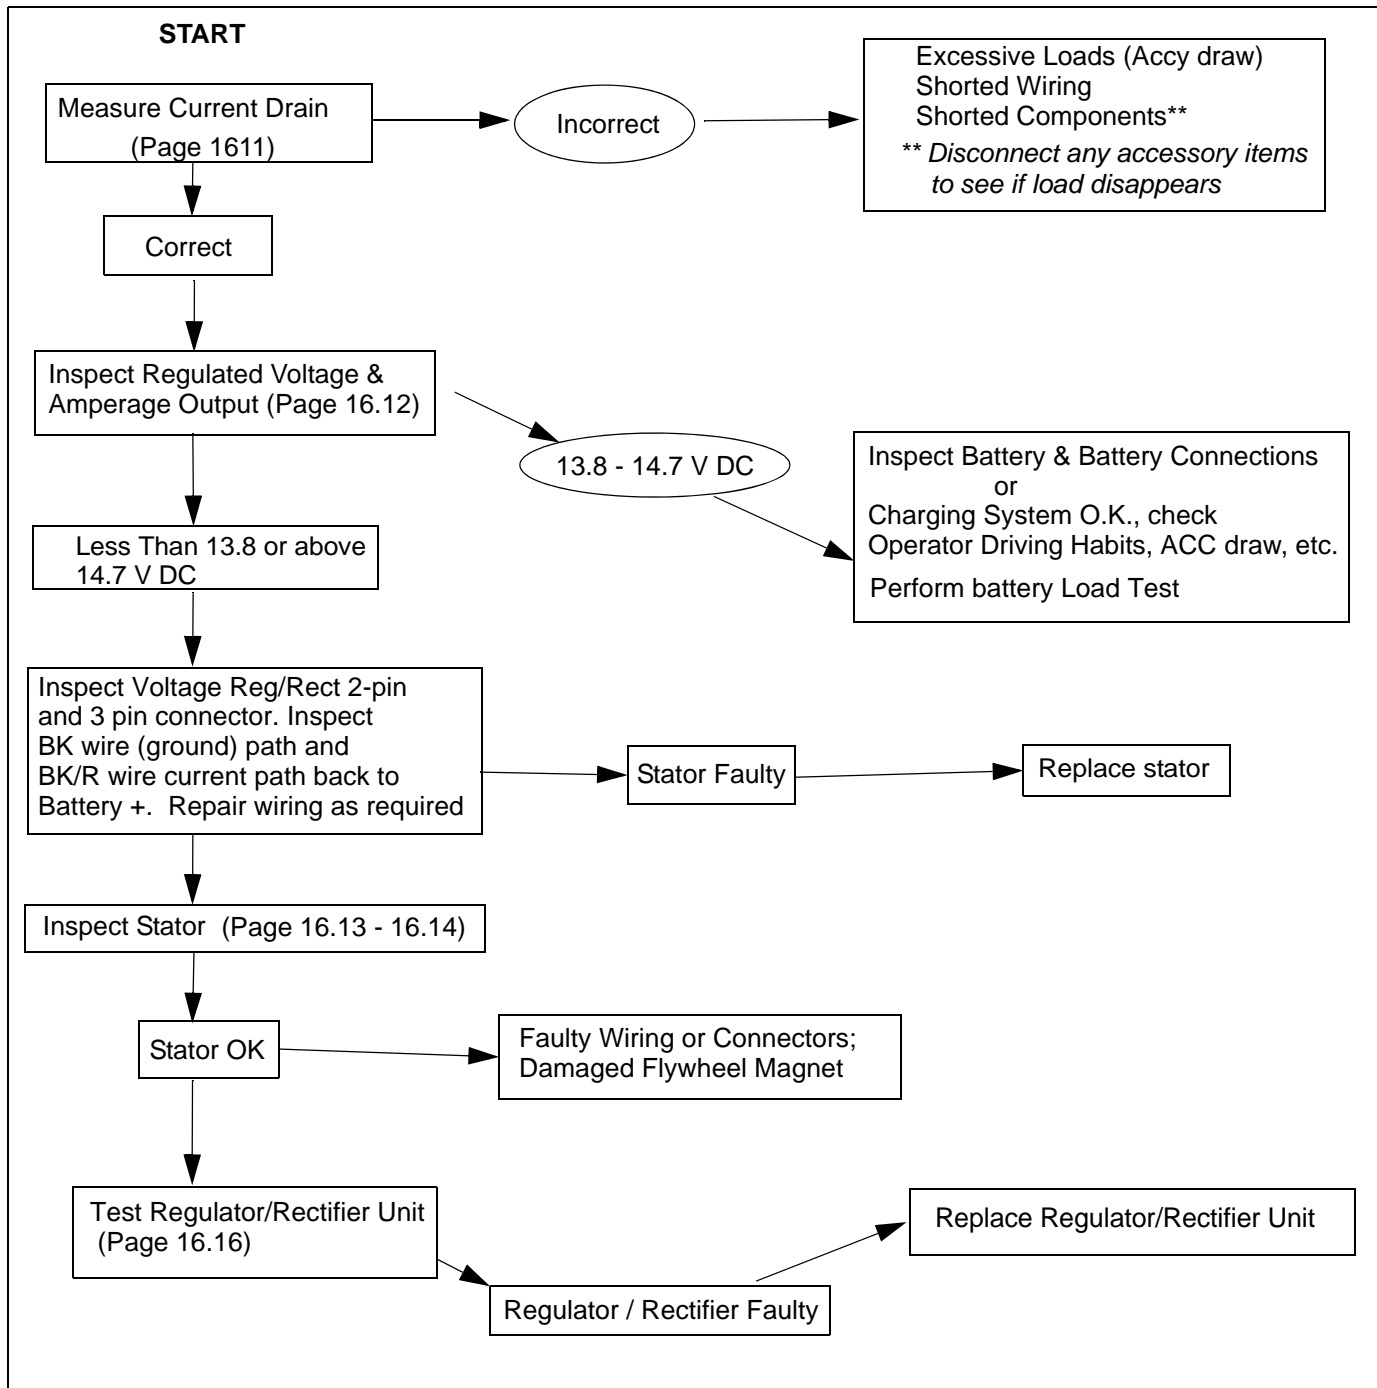 START
Measure Current Drain
(Page 1611)
Incorrect
Excessive Loads (Accy draw)
Shorted Wiring
Shorted Components**
** Disconnect any accessory items
to see if load disappears
Correct
Inspect Regulated Voltage &
Amperage Output (Page 16.12)
13.8 - 14.7 V DC
Inspect Battery & Battery Connections
or
Charging System O.K., check
Operator Driving Habits, ACC draw, etc.
Perform battery Load Test
Less Than 13.8 or above
14.7 V DC
Inspect Voltage Reg/Rect 2-pin
and 3 pin connector. Inspect
BK wire (ground) path and
BK/R wire current path back to
Battery +.  Repair wiring as required
Stator Faulty
Replace stator
Inspect Stator  (Page 16.13 - 16.14)
Stator OK
Faulty Wiring or Connectors;
Damaged Flywheel Magnet
Test Regulator/Rectifier Unit
(Page 16.16)
Regulator / Rectifier Faulty
Replace Regulator/Rectifier Unit